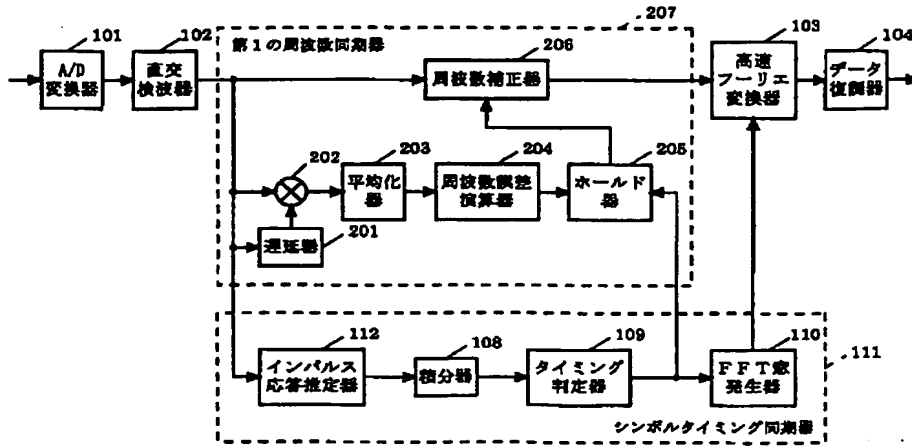 101
102
第1の周波数同期器
207
206
103
104
A/D
変換器
直交
検波器
周波数補正器
高速
フーリエ
変換器
データ
復調器
202
203
204
205
平均化
器
周波数誤差
演算器
ホールド
器
遅延器
201
112
108
109
110
111
インパルス
応答推定器
積分器
タイミング
判定器
FFT窓
発生器
シンボルタイミング同期器